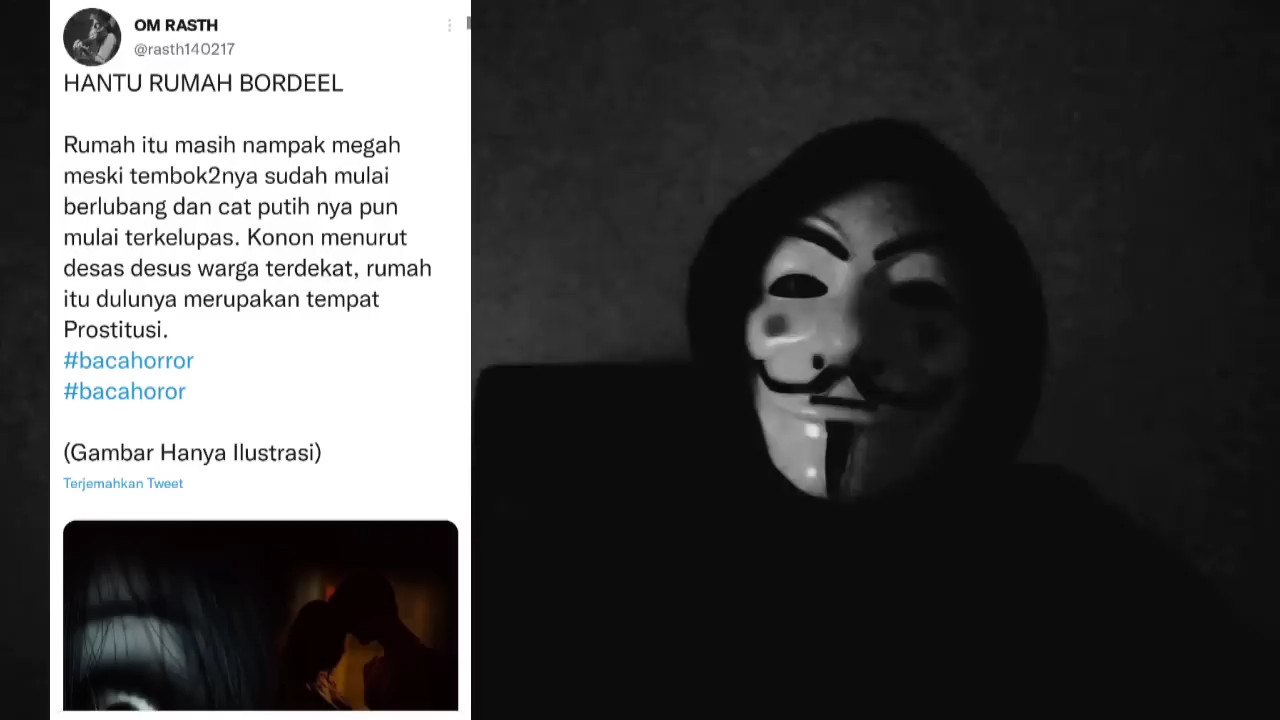 OM RASTH
@rasth140217
HANTU RUMAH BORDEEL
Rumah itu masih nampak megah
meski tembok2nya sudah mulai
berlubang dan cat putih nya pun
mulai terkelupas. Konon menurut
desas desus warga terdekat, rumah
itu dulunya merupakan tempat
Prostitusi.
#bacahorror
#bacahoror
(Gambar Hanya Ilustrasi)
Terjemahkan Tweet